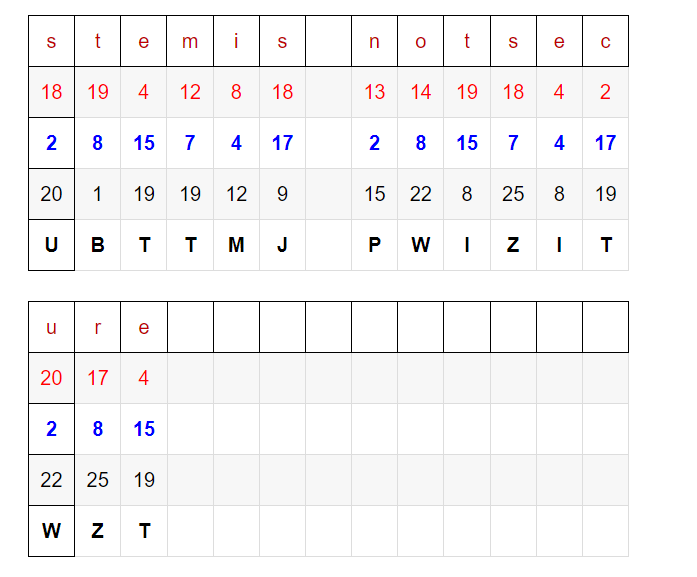 s t e m i s n o t s e c
18 19 4 12 8 18 13 14 19 18 4 2
2 8 15 7 4 17 2 8 15 7 4 17
20 1 19 19 12 9 15 22 8 25 8 19
U B T T M J P W I Z I T
u r e
20 17 4
2 8 15
22 25 19
W Z T